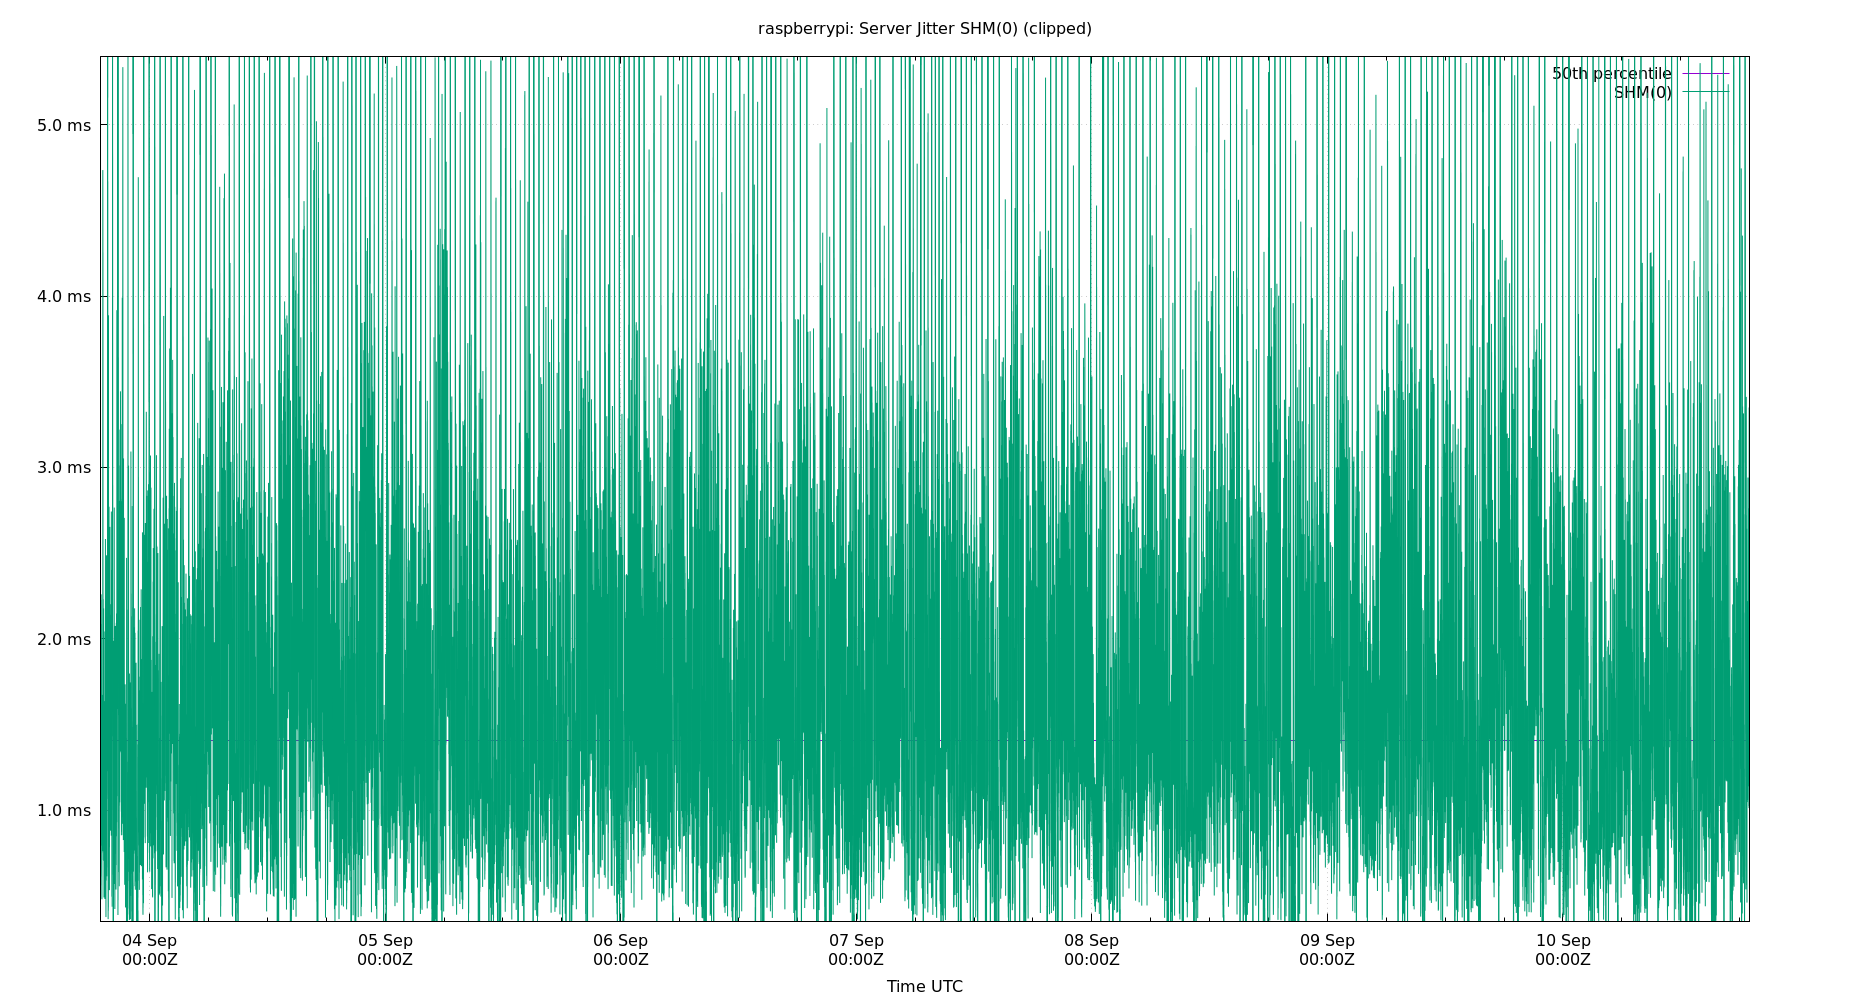 raspberrypi: Server Jitter SHM(0) (clipped)
50th percentile
SHM(0)
5.0 ms
4.0 ms
3.0 ms
2.0 ms
1.0 ms
04 Sep 05 Sep 06 Sep 07 Sep 08 Sep 09 Sep 10 Sep
00:00Z 00:00Z 00:00Z 00:00Z 00:00Z 00:00Z 00:00Z
Time UTC